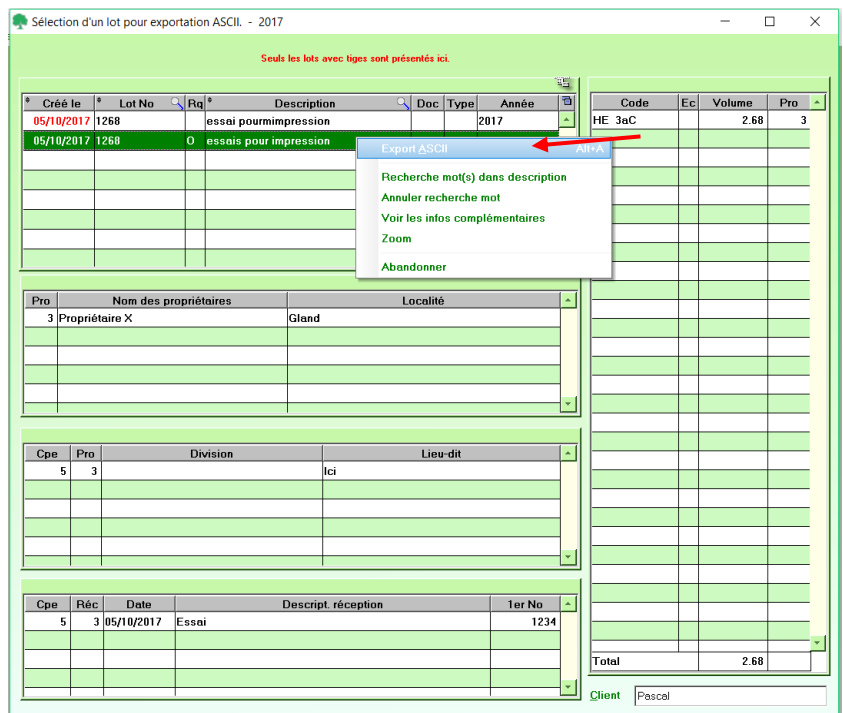 Sélection d'un lot pour exportation ASCII. - 2017
Seuls les lots avec tiges sont présentés ici.
Créé le Lot No Rq Description Doc Type Année
05/10/2017 1268 essai pourmimpression 2017
05/10/2017 1268 O essais pour impression
Export ASCII Alt+A
Recherche mot(s) dans description
Annuler recherche mot
Voir les infos complémentaires
Zoom
Abandonner
Code Ec Volume Pro
HE 3aC 2.68 3
Pro Nom des propriétaires Localité
3 Propriétaire X Gland
Cpe Pro Division Lieu-dit
5 3 Ici
Cpe Réc Date Descript. réception 1er No
5 3 05/10/2017 Essai 1234
Total 2.68
Client Pascal